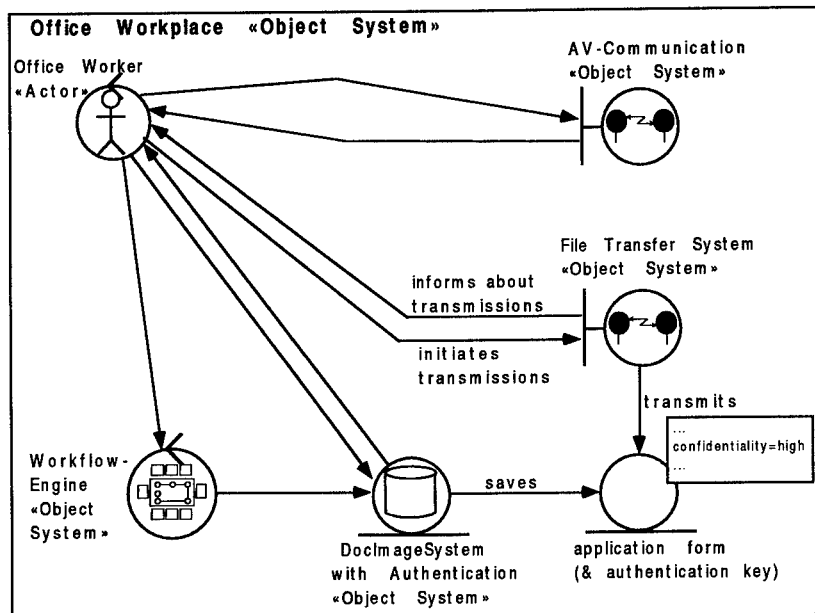 Office Workplace «Object System»
Office Worker
«Actor»
AV-Communication
«Object System»
File Transfer System
«Object System»
informs about
transmissions
initiates
transmissions
transmits
...
confidentiality=high
...
Workflow-
Engine
«Object
System»
saves
DocImageSystem
with Authentication
«Object System»
application form
(& authentication key)